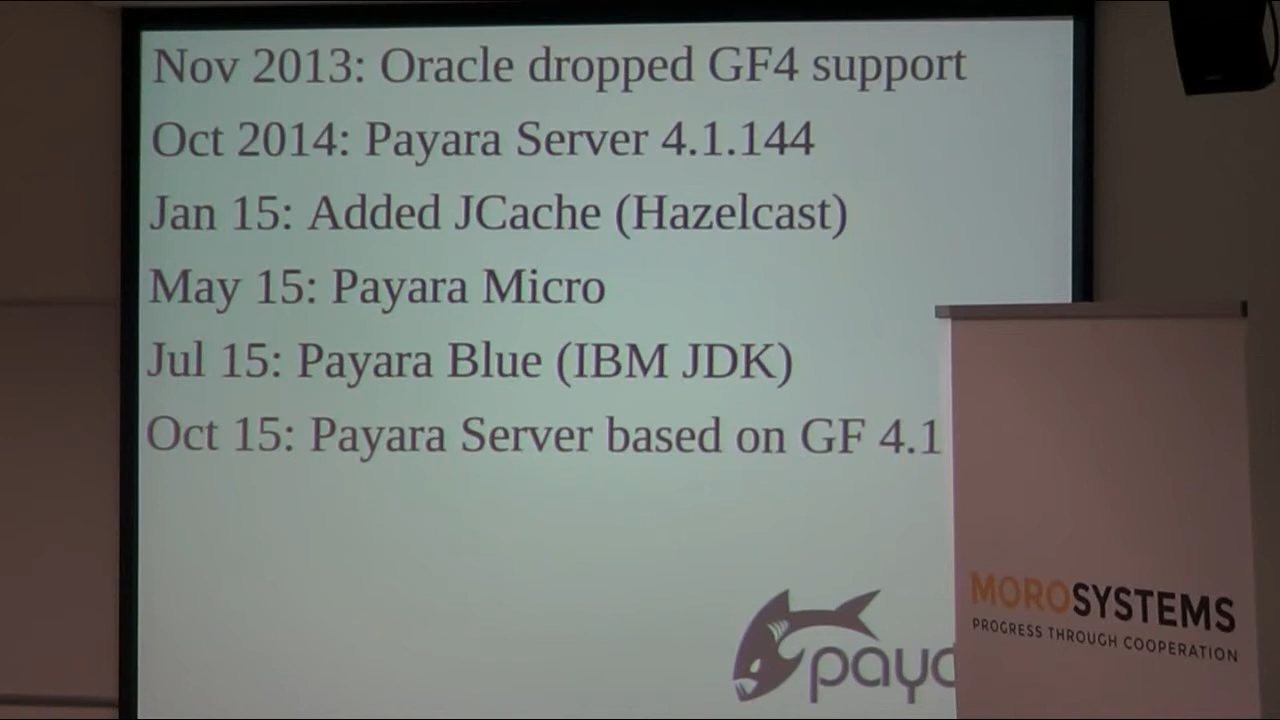 Nov 2013: Oracle dropped GF4 support
Oct 2014: Payara Server 4.1.144
Jan 15: Added JCache (Hazelcast)
May 15: Payara Micro
Jul 15: Payara Blue (IBM JDK)
Oct 15: Payara Server based on GF 4.1
MOROSYSTEMS
PROGRESS THROUGH COOPERATION